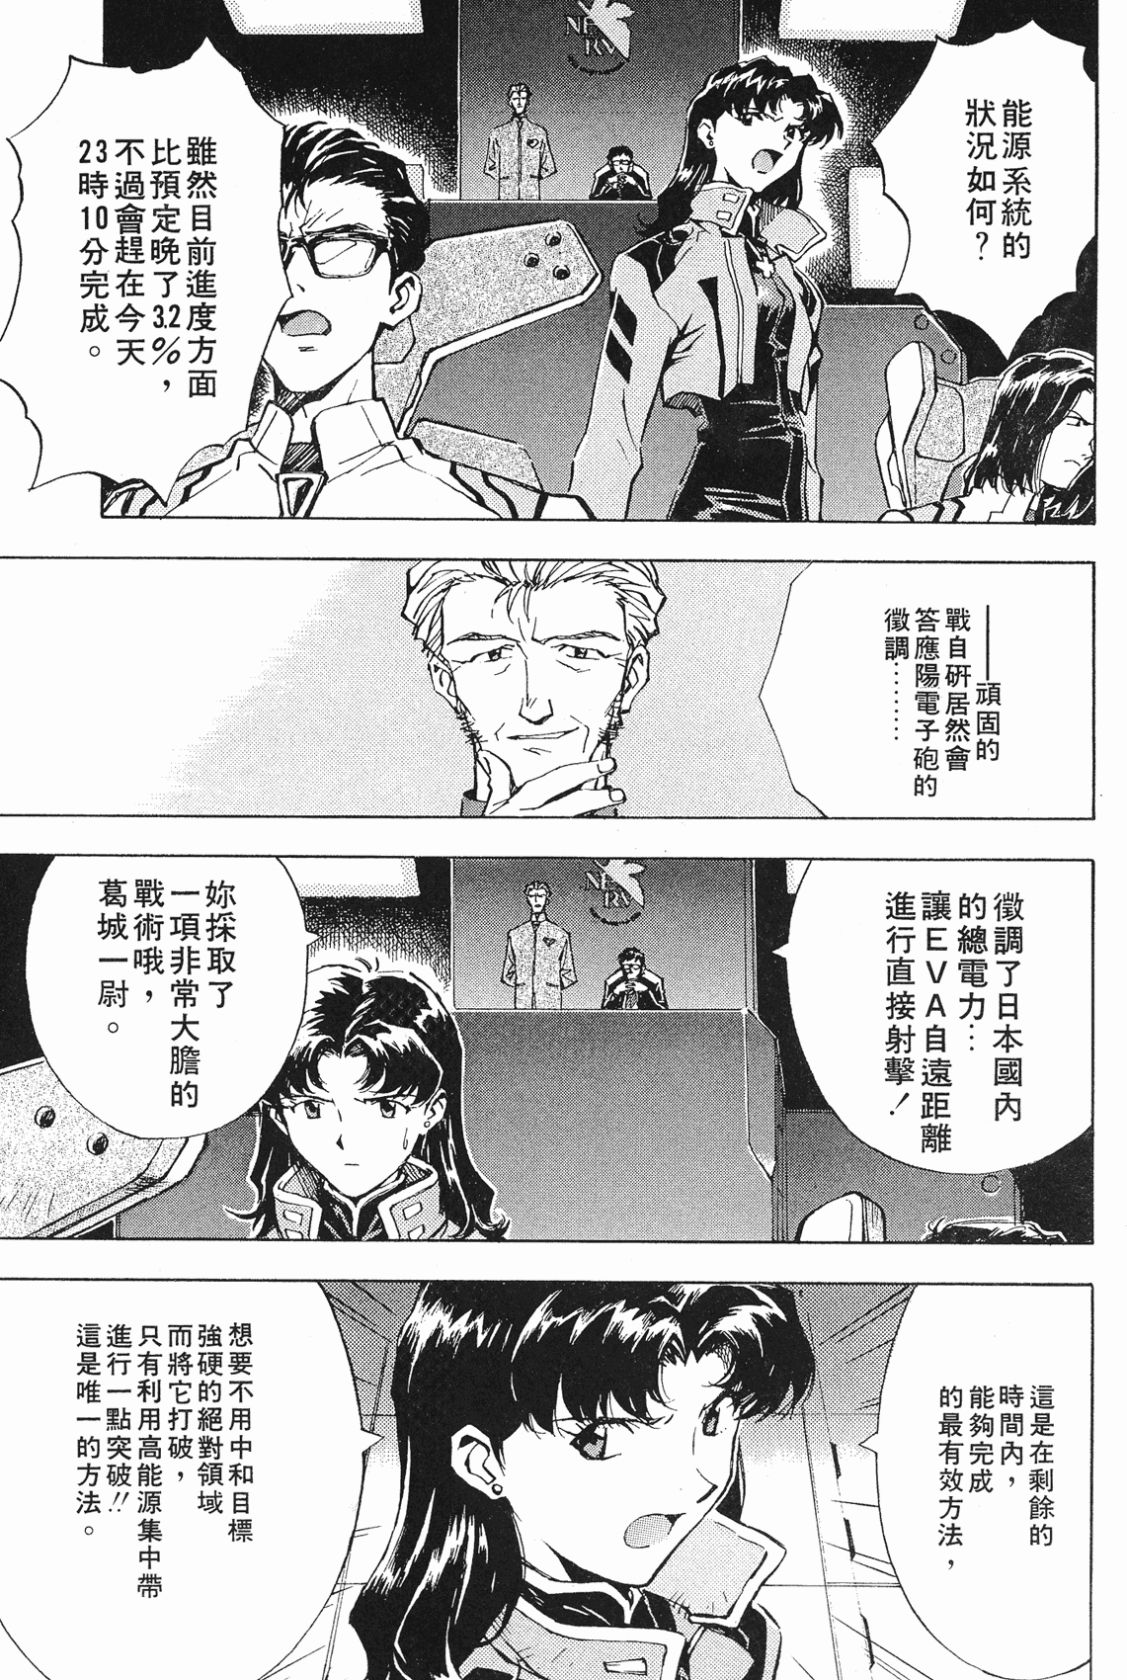 NE
RV
能源系統的
狀況如何？
雖然目前進度方面
比預定晚了3.2%，
不過會趕在今天
23時10分完成。
——頑固的
戰自研居然會
答應陽電子砲的
徵調………
NE
RV
徵調了日本國內
的總電力…
讓EVA自遠距離
進行直接射擊！
妳採取了
一項非常大膽的
戰術哦，
葛城一尉。
這是在剩餘的
時間內，
能夠完成
的最有效方法，
想要不用中和目標
強硬的絕對領域
而將它打破，
只有利用高能源集中帶
進行一點突破!!
這是唯一的方法。